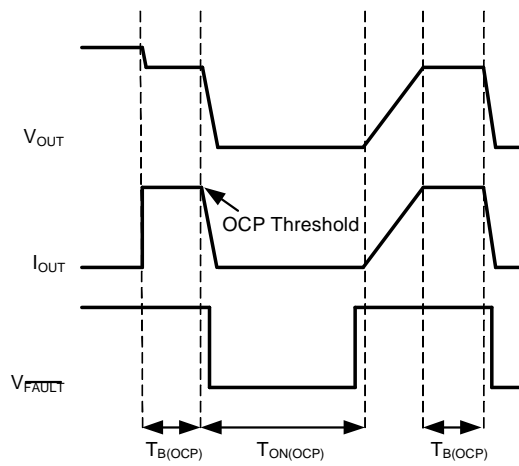 VOUT
OCP Threshold
IOUT
VFAULT
TB(OCP)
TON(OCP)
TB(OCP)